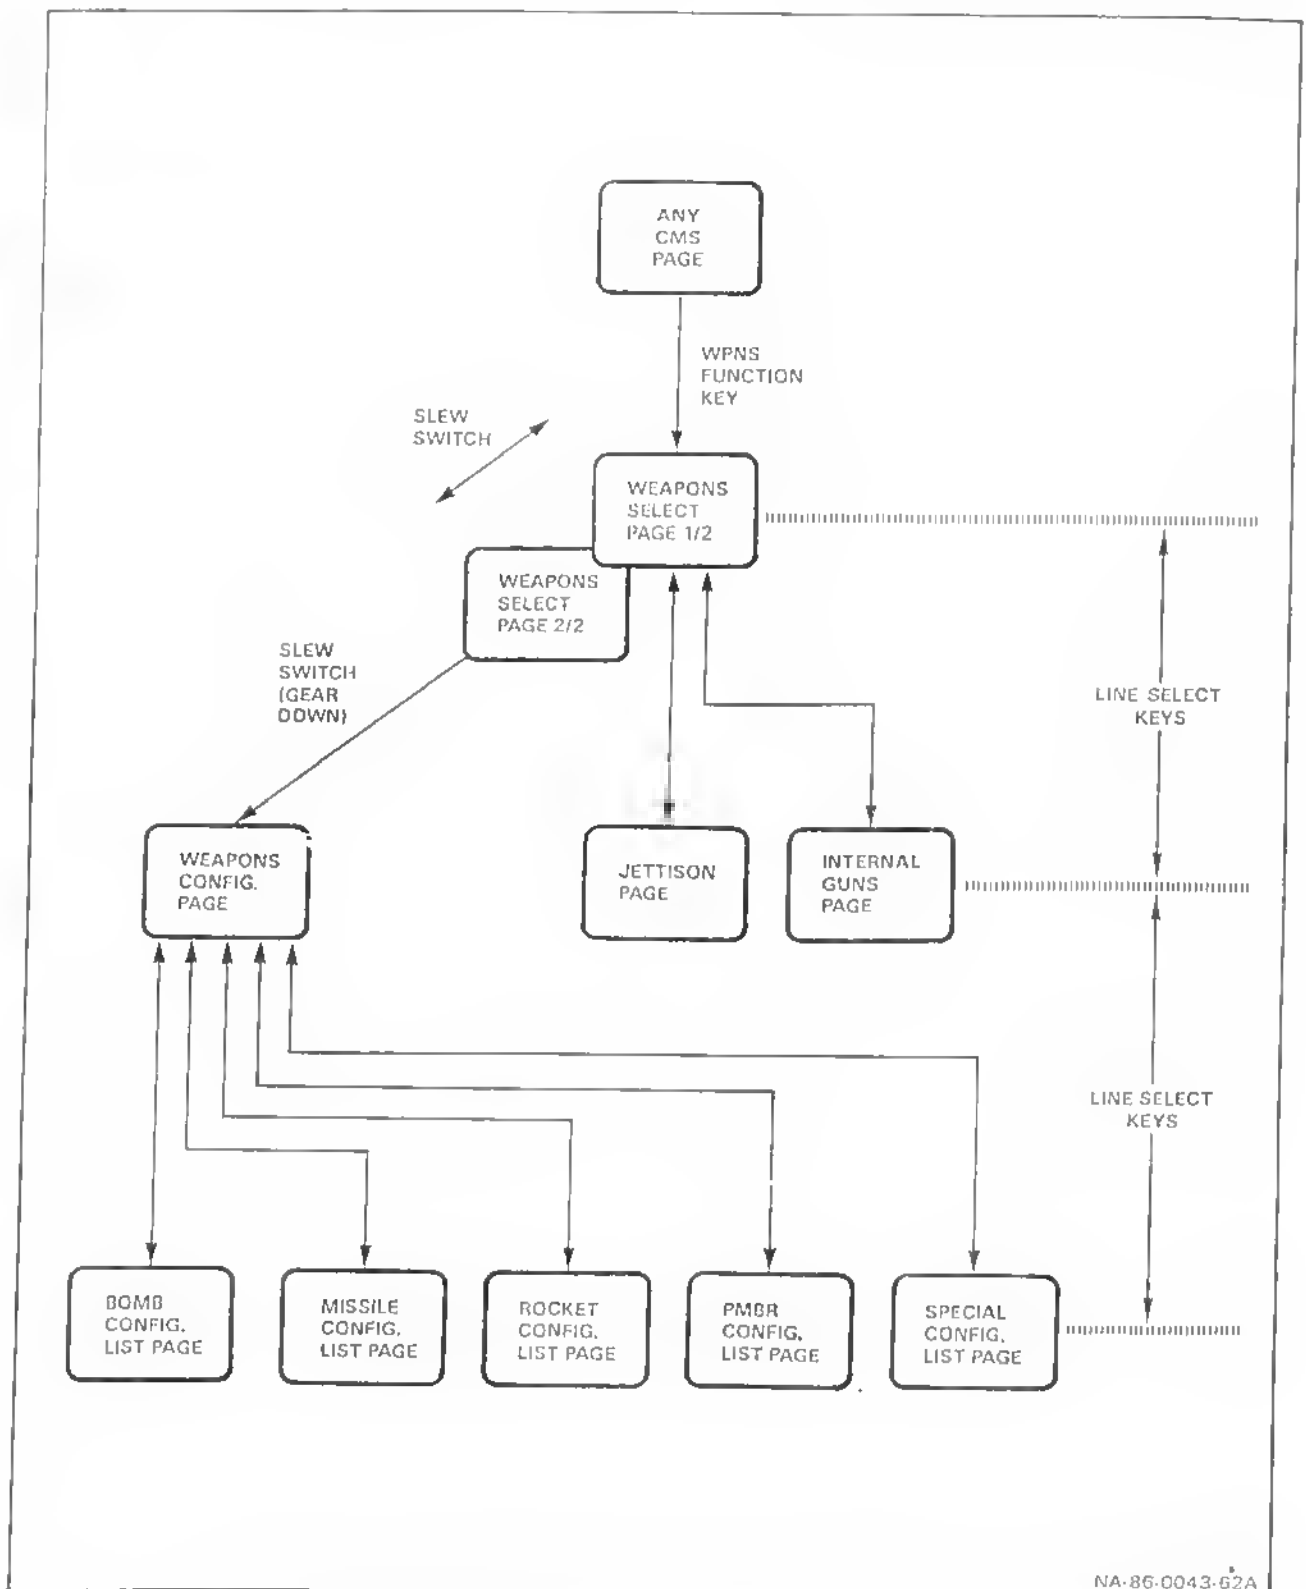 ANY
CMS
PAGE
WPNS
FUNCTION
KEY
SLEW
SWITCH
WEAPONS
SELECT
PAGE 1/2
WEAPONS
SELECT
PAGE 2/2
SLEW
SWITCH
(GEAR
DOWN)
LINE SELECT
KEYS
WEAPONS
CONFIG.
PAGE
JETTISON
PAGE
INTERNAL
GUNS
PAGE
LINE SELECT
KEYS
BOMB
CONFIG.
LIST PAGE
MISSILE
CONFIG.
LIST PAGE
ROCKET
CONFIG.
LIST PAGE
PMBR
CONFIG.
LIST PAGE
SPECIAL
CONFIG.
LIST PAGE
NA-86-0043-62A